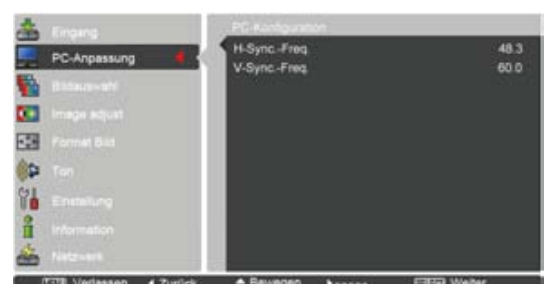 Eingang
PC-Anpassung
Bildauswahl
Image adjust
Format Bild
Ton
Einstellung
Information
Netzwerk
PC-Konfiguration
H-Sync.-Freq. 48.3
V-Sync.-Freq. 60.0
Verlassen Zurück Bewegen Weiter